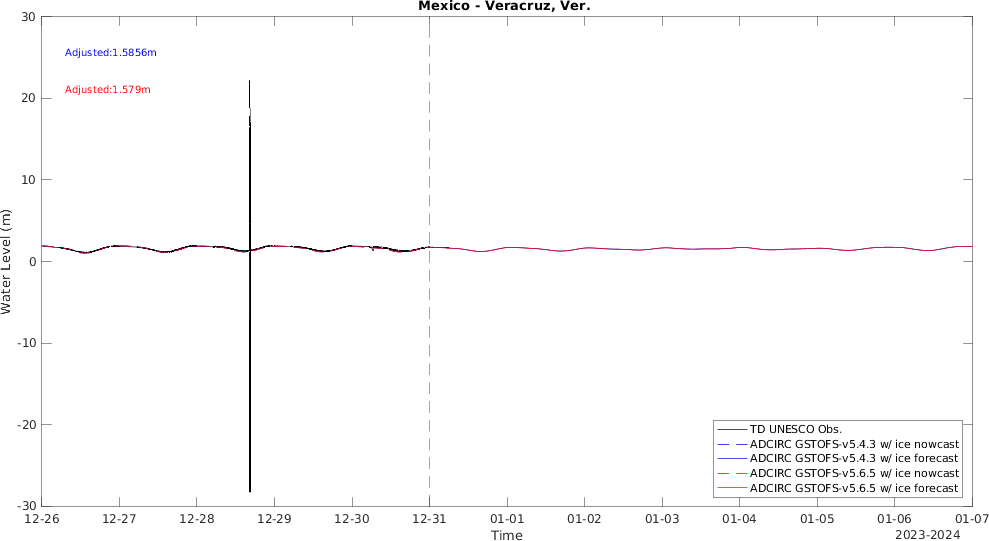 Mexico - Veracruz, Ver.
30
Adjusted:1.5856m
Adjusted:1.579m
20
10
0
-10
-20
-30
Water Level (m)
TD UNESCO Obs.
ADCIRC GSTOFS-v5.4.3 w/ ice nowcast
ADCIRC GSTOFS-v5.4.3 w/ ice forecast
ADCIRC GSTOFS-v5.6.5 w/ ice nowcast
ADCIRC GSTOFS-v5.6.5 w/ ice forecast
12-26 12-27 12-28 12-29 12-30 12-31 01-01 01-02 01-03 01-04 01-05 01-06 01-07
Time
2023-2024